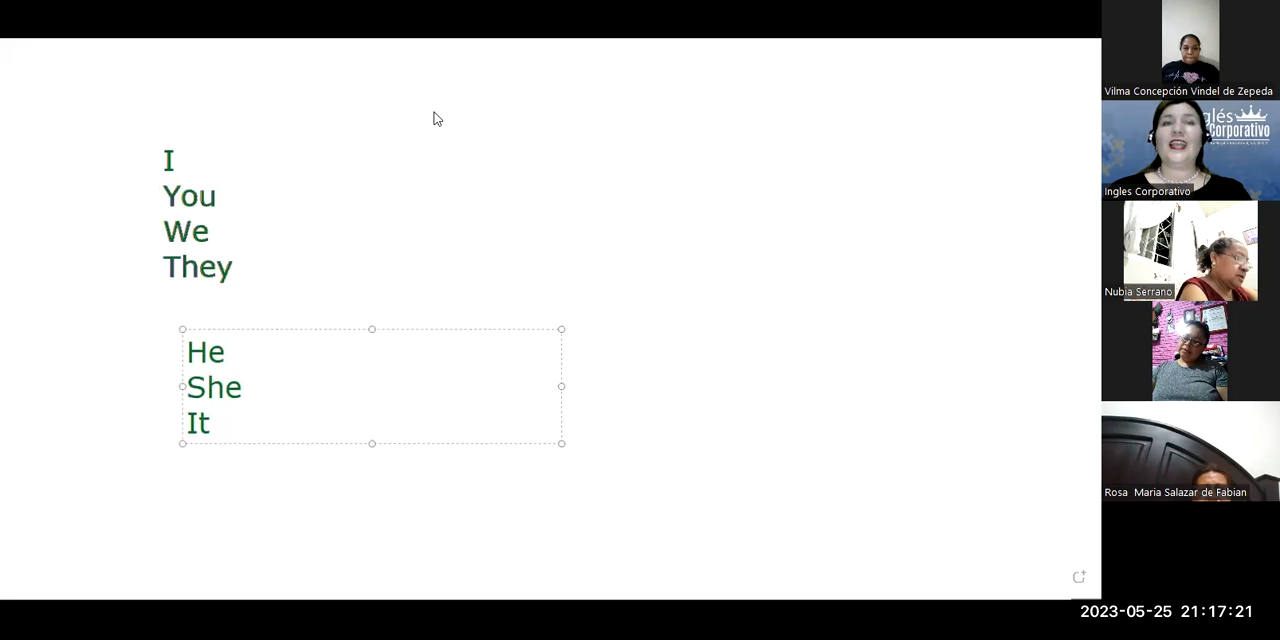 I
You
We
They
He
She
It
Vilma Concepción Vindel de Zepeda
glés
Corporativo
Ingles Corporativo
Nubia Serrano
Rosa Maria Salazar de Fabian
2023-05-25 21:17:21